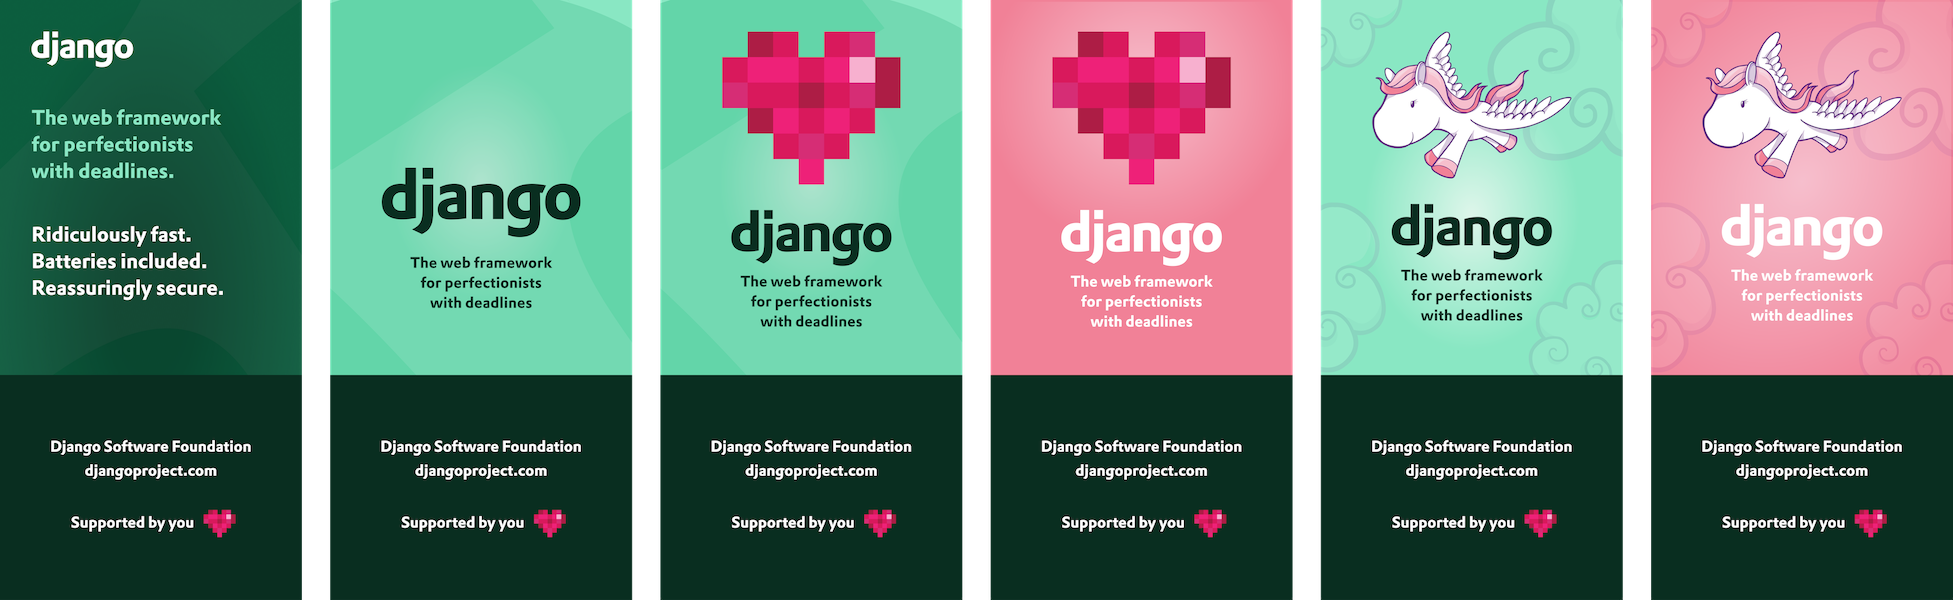 django
The web framework
for perfectionists
with deadlines.
Ridiculously fast.
Batteries included.
Reassuringly secure.
Django Software Foundation
djangoproject.com
Supported by you
django
The web framework
for perfectionists
with deadlines
Django Software Foundation
djangoproject.com
Supported by you
django
The web framework
for perfectionists
with deadlines
Django Software Foundation
djangoproject.com
Supported by you
django
The web framework
for perfectionists
with deadlines
Django Software Foundation
djangoproject.com
Supported by you
django
The web framework
for perfectionists
with deadlines
Django Software Foundation
djangoproject.com
Supported by you
django
The web framework
for perfectionists
with deadlines
Django Software Foundation
djangoproject.com
Supported by you